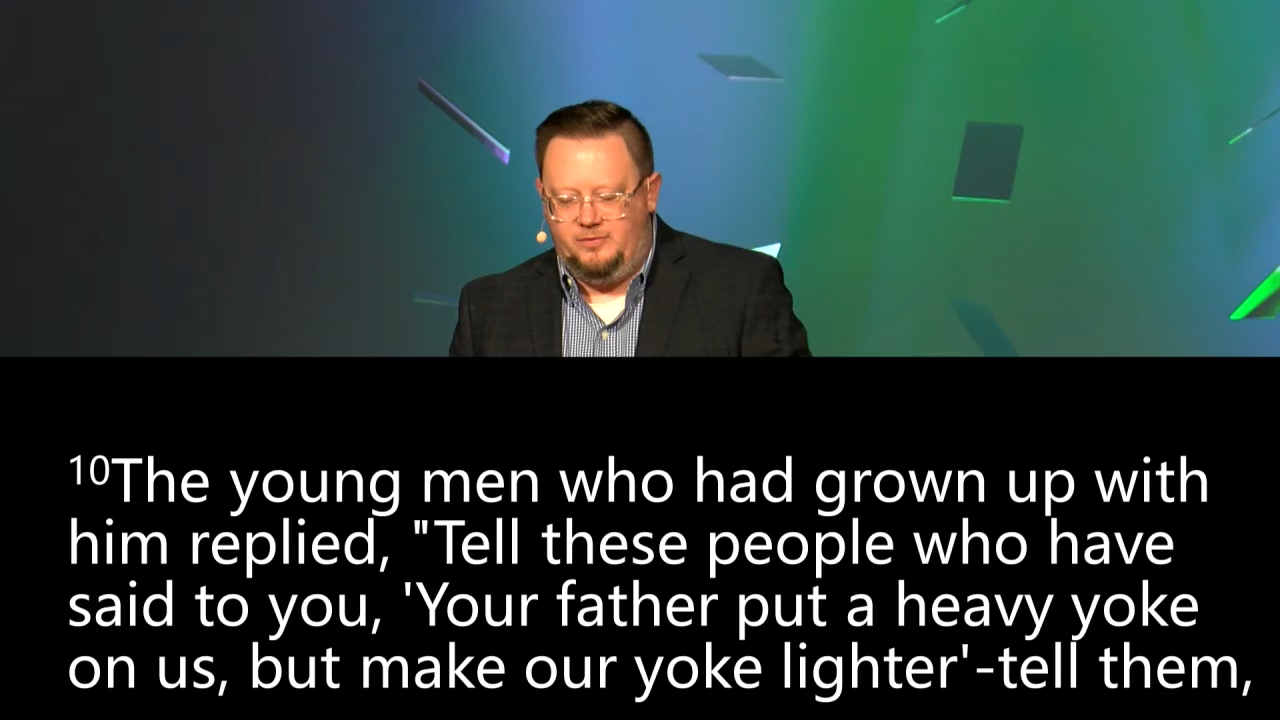 ¹⁰The young men who had grown up with
him replied, "Tell these people who have
said to you, 'Your father put a heavy yoke
on us, but make our yoke lighter'-tell them,